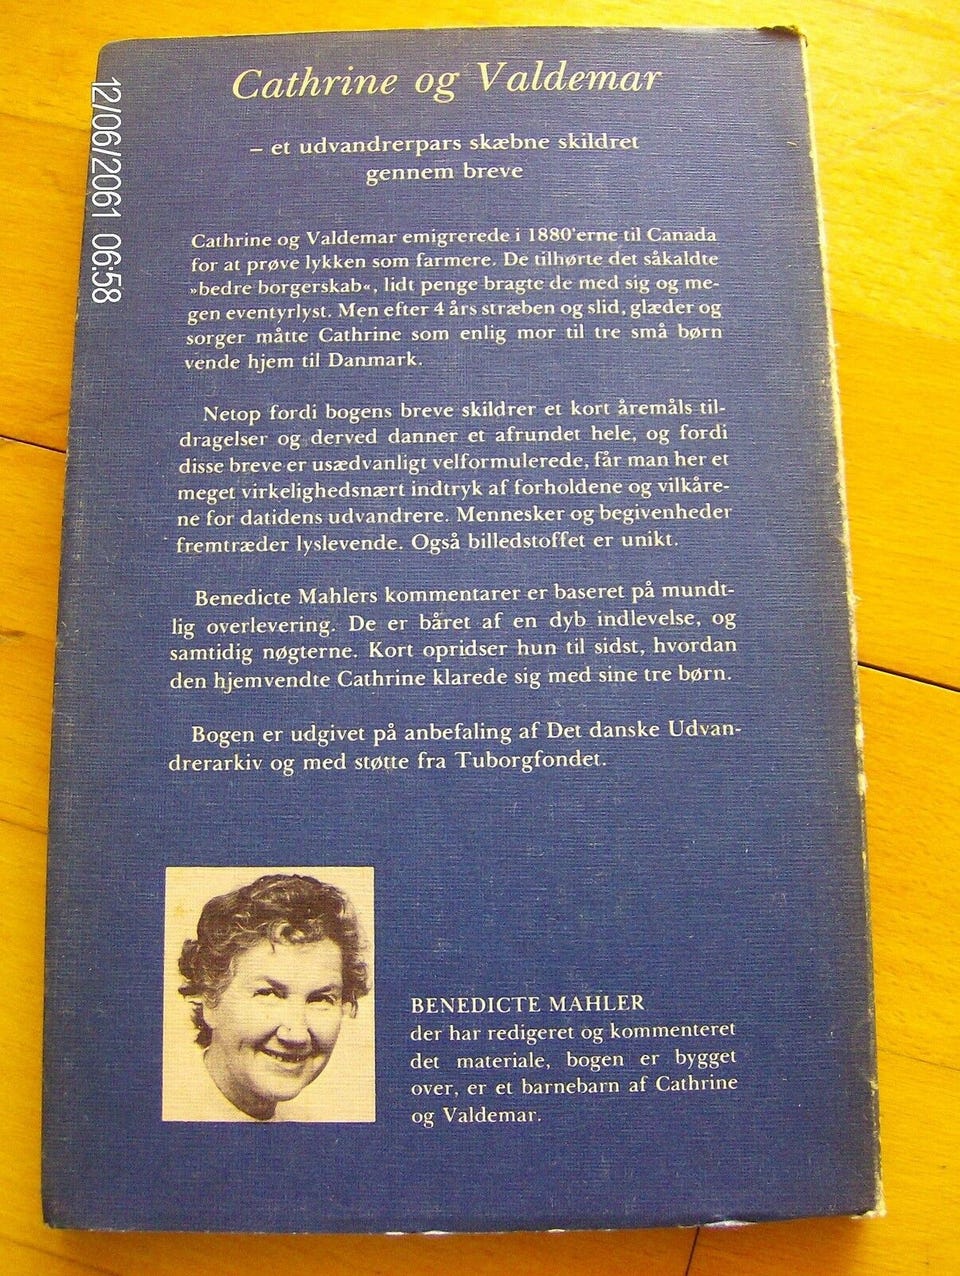 Cathrine og Valdemar
– et udvandrerpars skæbne skildret
gennem breve
Cathrine og Valdemar emigrerede i 1880'erne til Canada
for at prøve lykken som farmere. De tilhørte det såkaldte
»bedre borgerskab«, lidt penge bragte de med sig og me-
gen eventyrlyst. Men efter 4 års stræben og slid, glæder og
sorger måtte Cathrine som enlig mor til tre små børn
vende hjem til Danmark.
Netop fordi bogens breve skildrer et kort åremåls til-
dragelser og derved danner et afrundet hele, og fordi
disse breve er usædvanligt velformulerede, får man her et
meget virkelighedsnært indtryk af forholdene og vilkåre-
ne for datidens udvandrere. Mennesker og begivenheder
fremtræder lyslevende. Også billedstoffet er unikt.
Benedicte Mahlers kommentarer er baseret på mundt-
lig overlevering. De er båret af en dyb indlevelse, og
samtidig nøgterne. Kort opridser hun til sidst, hvordan
den hjemvendte Cathrine klarede sig med sine tre børn.
Bogen er udgivet på anbefaling af Det danske Udvan-
drerarkiv og med støtte fra Tuborgfondet.
BENEDICTE MAHLER
der har redigeret og kommenteret
det materiale, bogen er bygget
over, er et barnebarn af Cathrine
og Valdemar.
12/06/2061 06:58